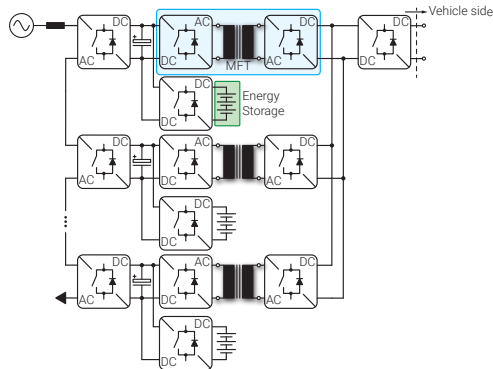 Vehicle side
DC AC DC DC
+
AC DC MFT AC DC
DC Energy
Storage
DC
DC AC DC
+
AC DC AC
DC
DC
DC AC DC
+
AC DC AC
DC
DC